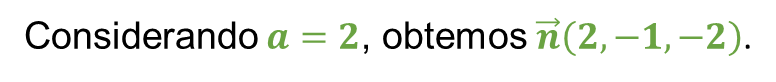 Considerando a = 2, obtemos n⃗(2,−1,−2).